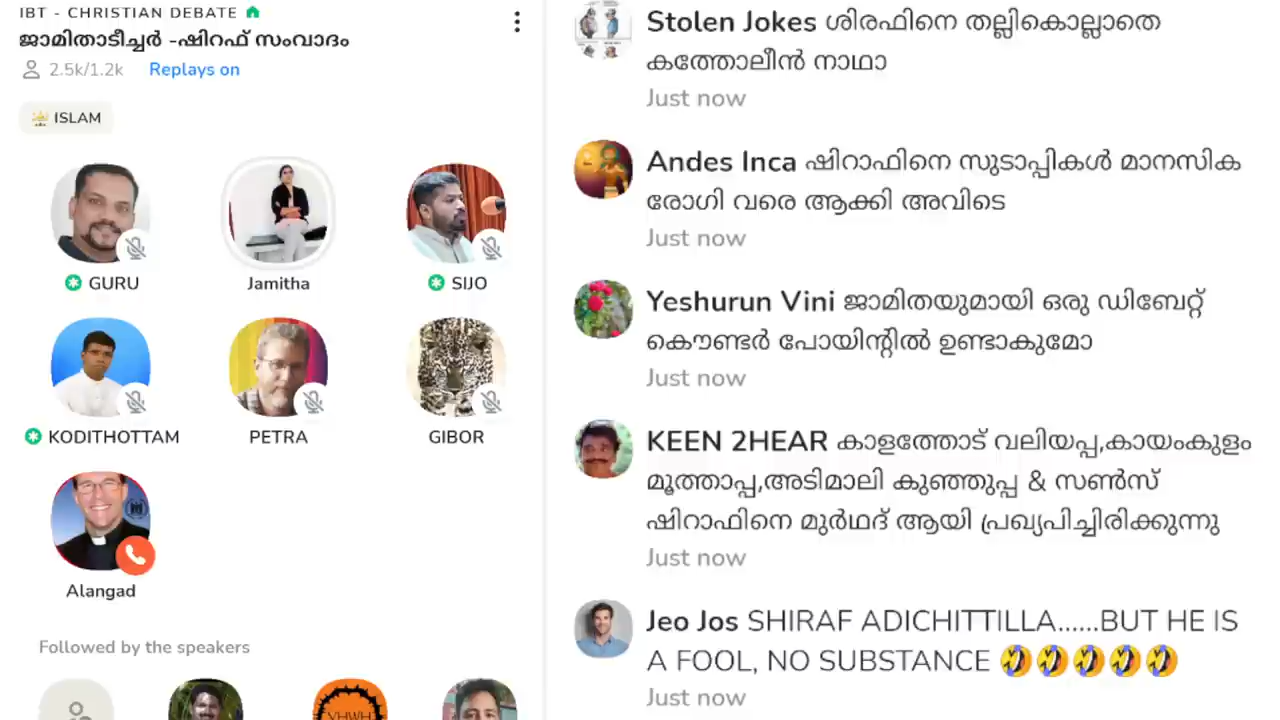 IBT - CHRISTIAN DEBATE
ജാമിതാടീച്ചർ -ഷിറഫ് സംവാദം
2.5k/1.2k Replays on
ISLAM
GURU
Jamitha
SIJO
KODITHOTTAM
PETRA
GIBOR
Alangad
Followed by the speakers
YHWH
Stolen Jokes ശിരഫിനെ തല്ലികൊല്ലാതെ
കത്തോലീൻ നാഥാ
Just now
Andes Inca ഷിറാഫിനെ സുടാപ്പികൾ മാനസിക
രോഗി വരെ ആക്കി അവിടെ
Just now
Yeshurun Vini ജാമിതയുമായി ഒരു ഡിബേറ്റ്
കൌണ്ടർ പോയിന്റിൽ ഉണ്ടാകുമോ
Just now
KEEN 2HEAR കാളത്തോട് വലിയപ്പ,കായംകുളം
മൂത്താപ്പ,അടിമാലി കുഞ്ഞുപ്പ & സൺസ്
ഷിറാഫിനെ മുർഥദ് ആയി പ്രഖ്യപിച്ചിരിക്കുന്നു
Just now
Jeo Jos SHIRAF ADICHITTILLA......BUT HE IS
A FOOL, NO SUBSTANCE 🤣🤣🤣🤣🤣
Just now